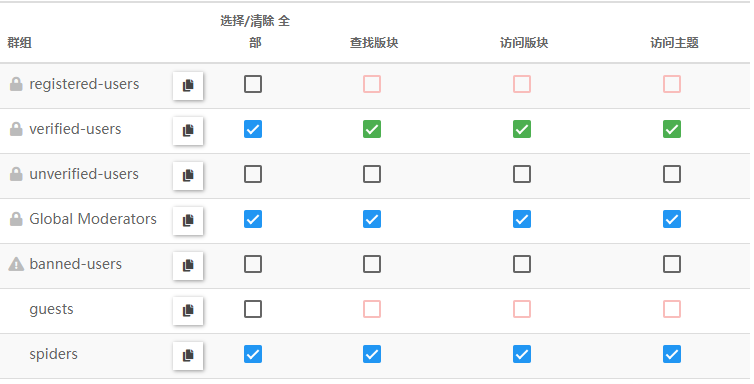 选择/清除 全
部
群组 查找版块 访问版块 访问主题
registered-users
verified-users
unverified-users
Global Moderators
banned-users
guests
spiders